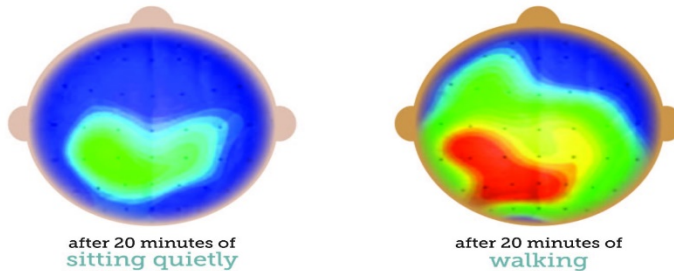 after 20 minutes of
sitting quietly
after 20 minutes of
walking